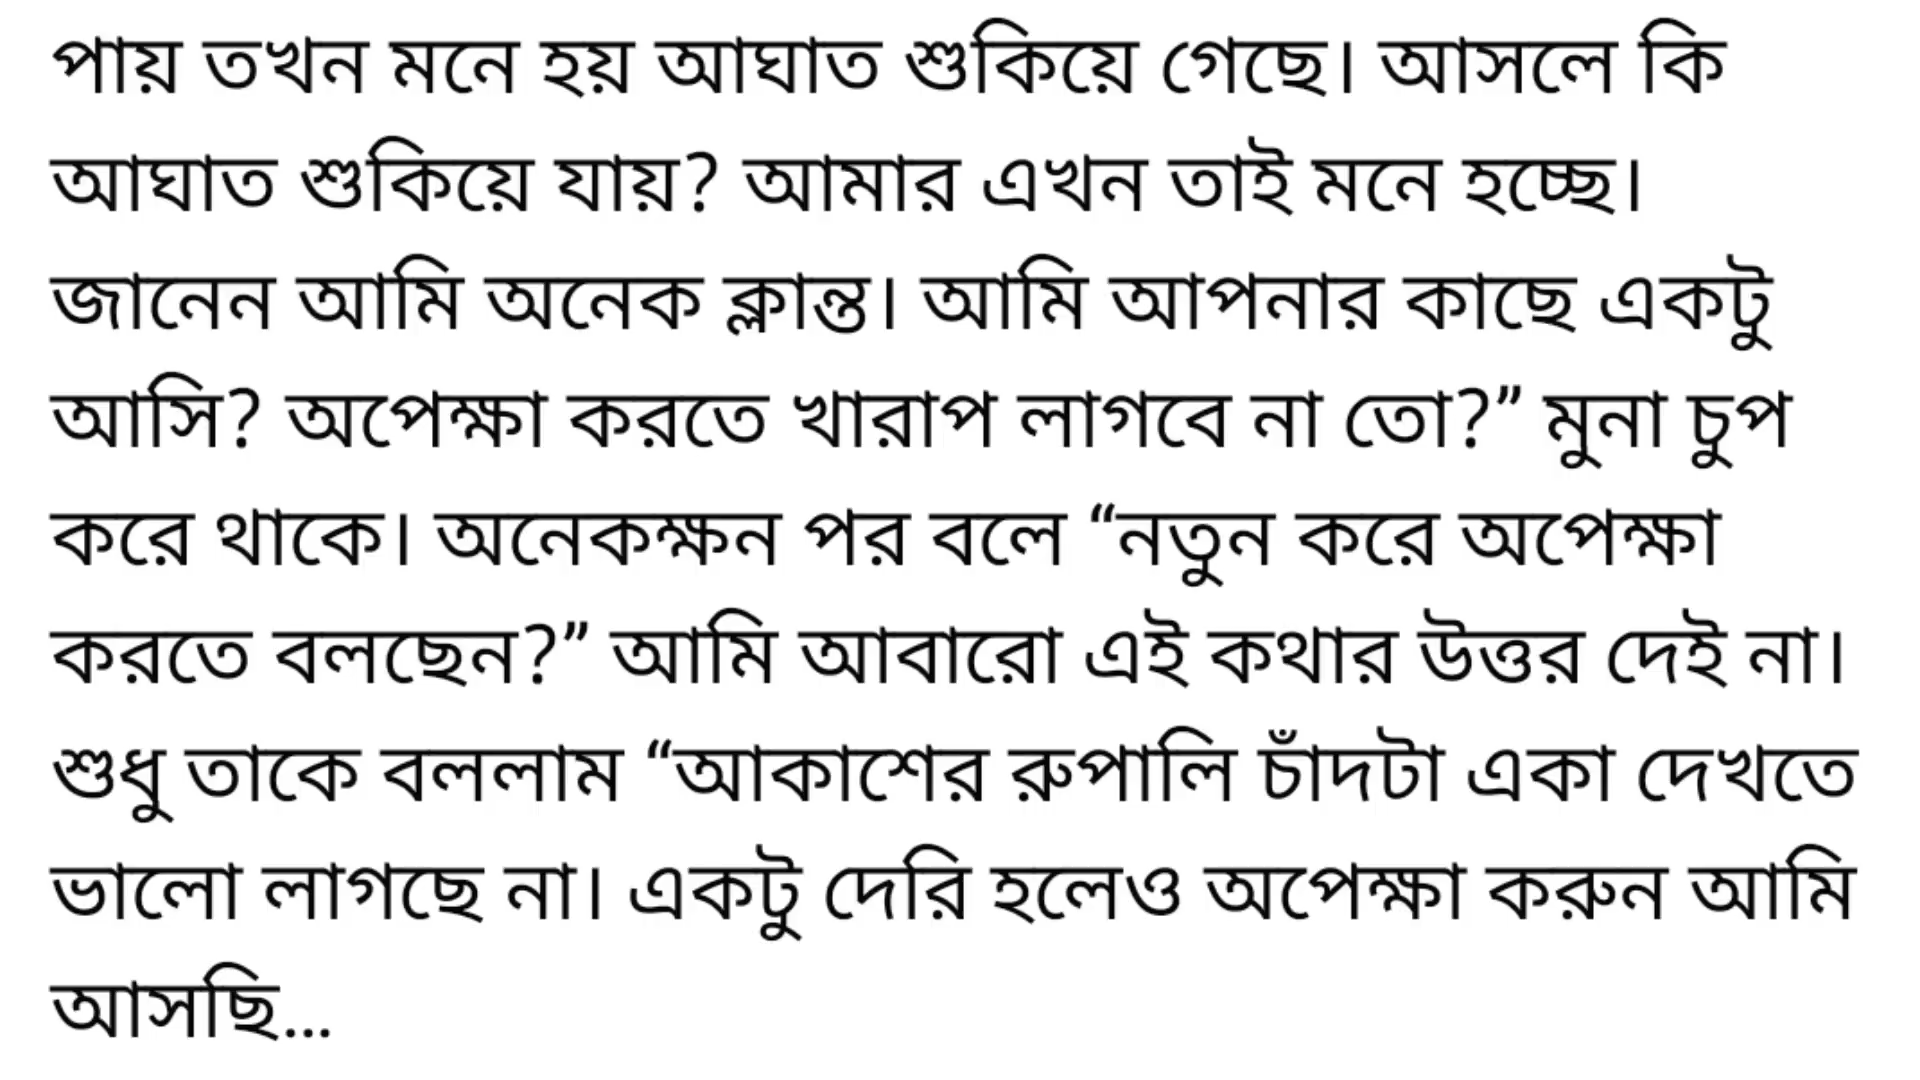 পায় তখন মনে হয় আঘাত শুকিয়ে গেছে। আসলে কি
আঘাত শুকিয়ে যায়? আমার এখন তাই মনে হচ্ছে।
জানেন আমি অনেক ক্লান্ত। আমি আপনার কাছে একটু
আসি? অপেক্ষা করতে খারাপ লাগবে না তো?” মুনা চুপ
করে থাকে। অনেকক্ষন পর বলে “নতুন করে অপেক্ষা
করতে বলছেন?” আমি আবারো এই কথার উত্তর দেই না।
শুধু তাকে বললাম “আকাশের রুপালি চাঁদটা একা দেখতে
ভালো লাগছে না। একটু দেরি হলেও অপেক্ষা করুন আমি
আসছি...